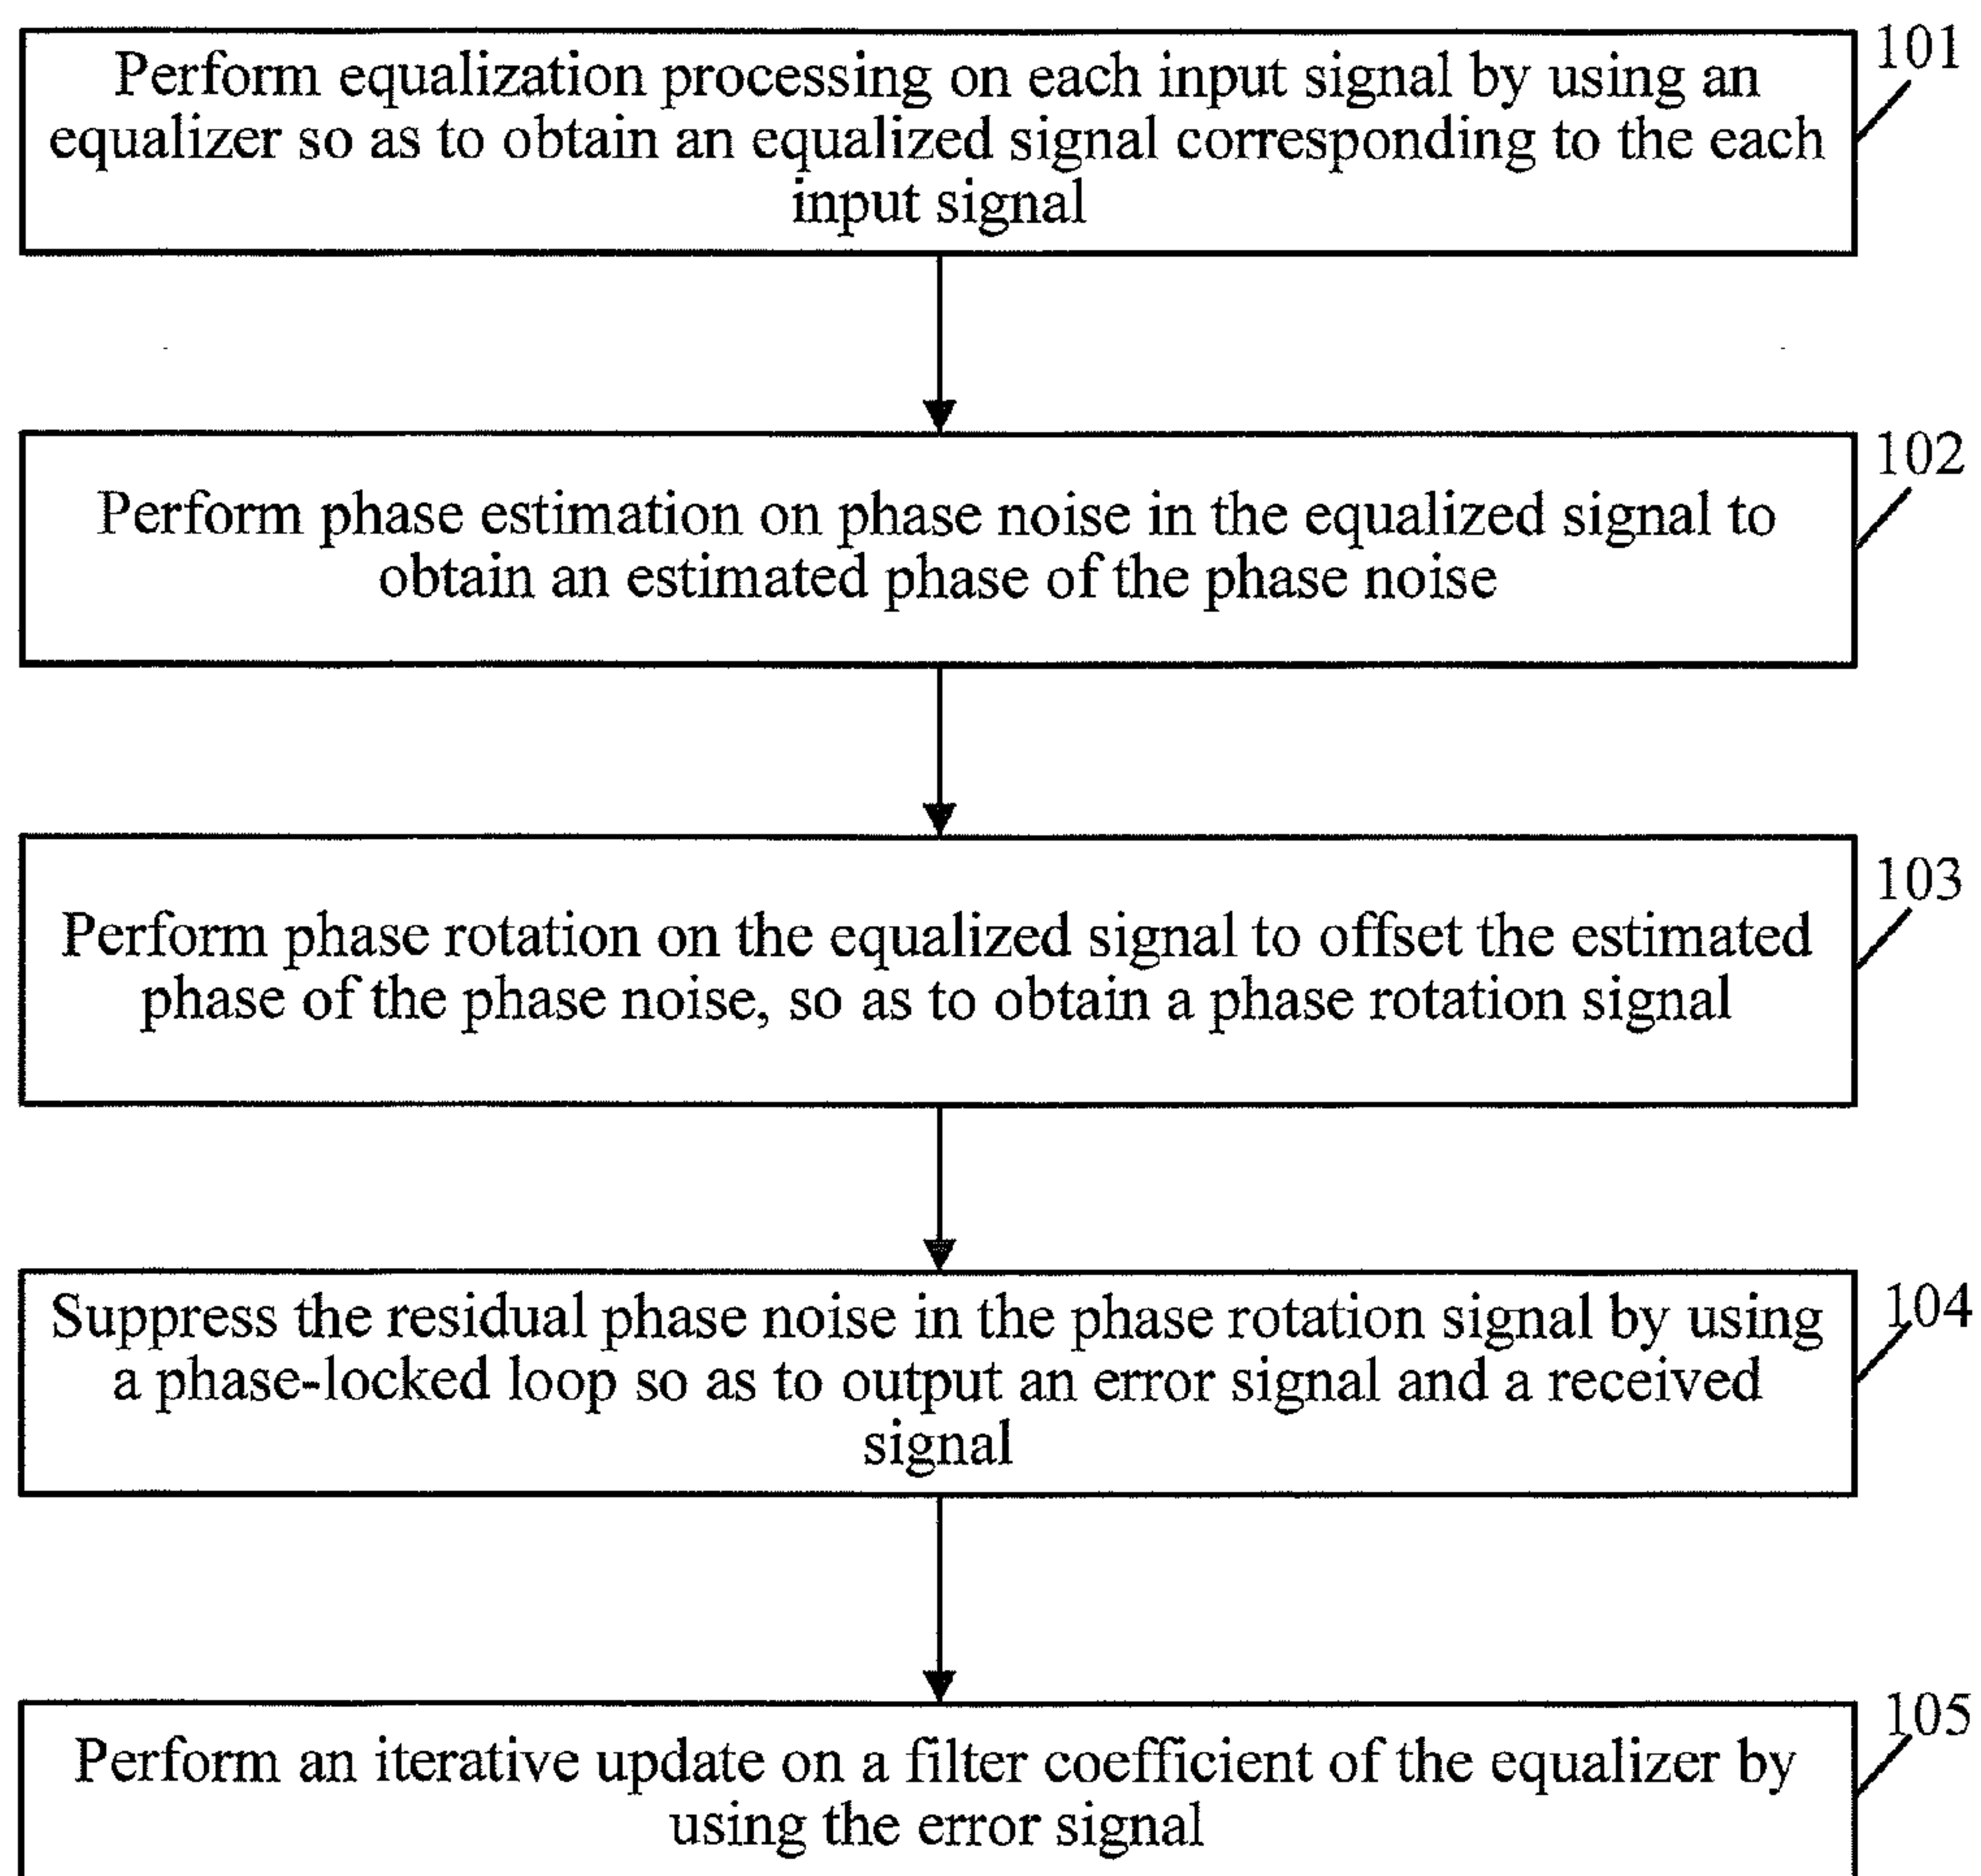 101
Perform equalization processing on each input signal by using an
equalizer so as to obtain an equalized signal corresponding to the each
input signal
102
Perform phase estimation on phase noise in the equalized signal to
obtain an estimated phase of the phase noise
103
Perform phase rotation on the equalized signal to offset the estimated
phase of the phase noise, so as to obtain a phase rotation signal
104
Suppress the residual phase noise in the phase rotation signal by using
a phase-locked loop so as to output an error signal and a received
signal
105
Perform an iterative update on a filter coefficient of the equalizer by
using the error signal